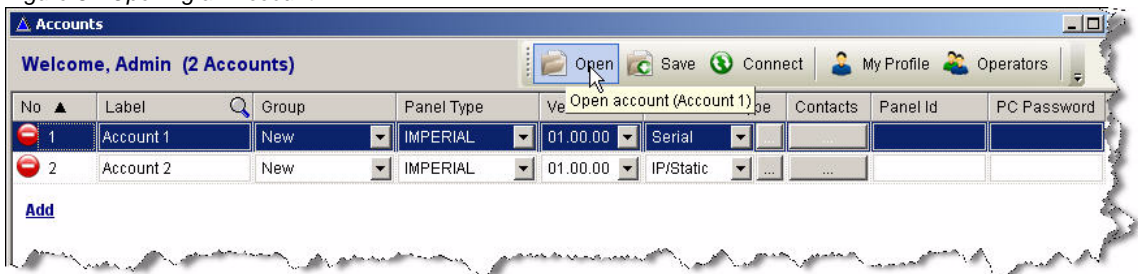 Accounts
Welcome, Admin (2 Accounts) Open Save Connect My Profile Operators
Open account (Account 1)
No Label Group Panel Type Contacts Panel Id PC Password
1 Account 1 New IMPERIAL 01.00.00 Serial ... ...
2 Account 2 New IMPERIAL 01.00.00 IP/Static ... ...
Add